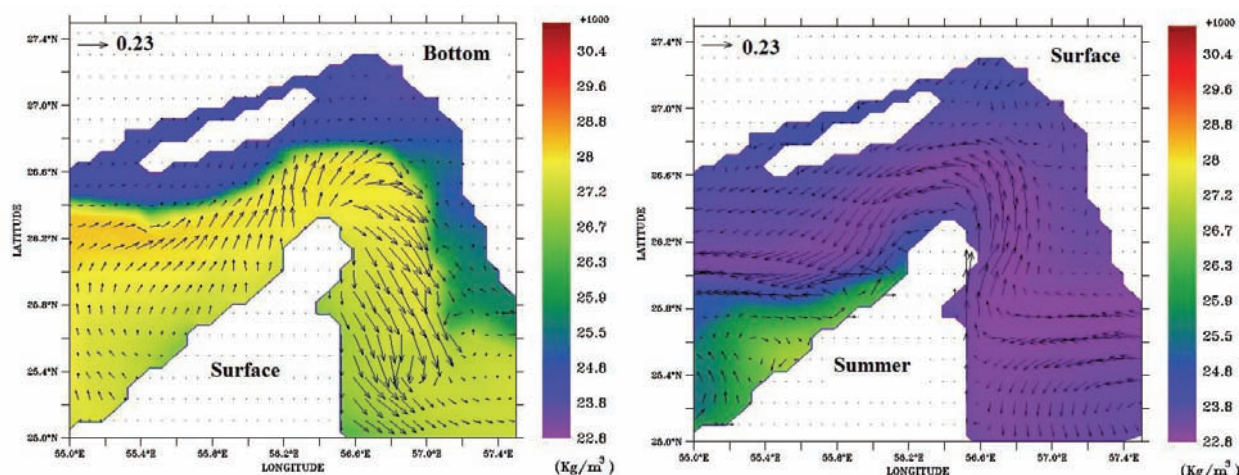 +1000
27.4°N
0.23
Bottom
30.4
29.6
27.0°N
28.8
28
26.6°N
27.2
LATITUDE
26.2°N
26.7
26.3
25.8°N
25.9
25.5
25.4°N
Surface
24.8
23.8
25.0°N
22.8
55.0°E 55.4°E 55.8°E 56.2°E 56.6°E 57.0°E 57.4°E
LONGITUDE
(Kg/m³)
+1000
27.4°N
0.23
Surface
30.4
29.6
27.0°N
28.8
28
26.6°N
27.2
LATITUDE
26.2°N
26.7
26.3
25.8°N
25.9
25.5
25.4°N
Summer
24.8
23.8
25.0°N
22.8
55.0°E 55.4°E 55.8°E 56.2°E 56.6°E 57.0°E 57.4°E
LONGITUDE
(Kg/m³)